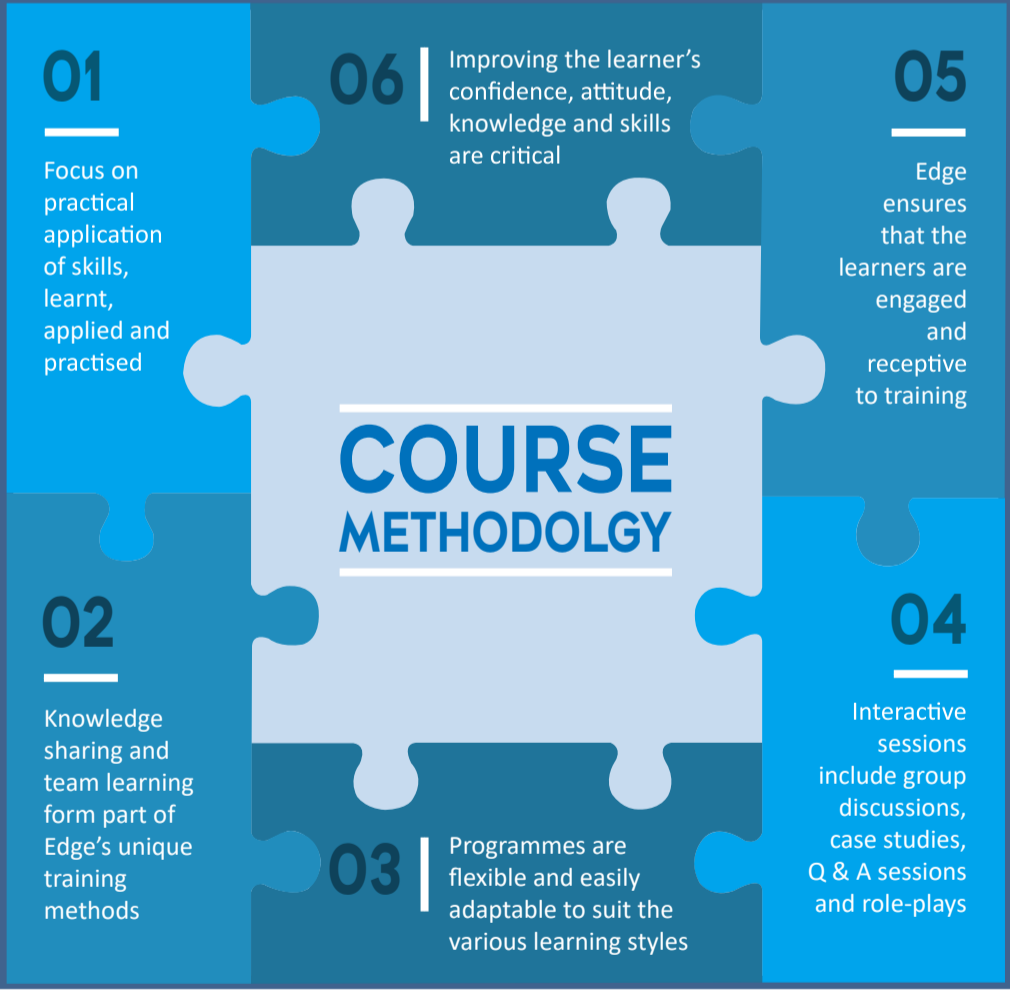 01
Focus on
practical
application
of skills,
learnt,
applied and
practised
06
Improving the learner’s
confidence, attitude,
knowledge and skills
are critical
05
Edge
ensures
that the
learners are
engaged
and
receptive
to training
COURSE
METHODOLGY
02
Knowledge
sharing and
team learning
form part of
Edge’s unique
training
methods
03
Programmes are
flexible and easily
adaptable to suit the
various learning styles
04
Interactive
sessions
include group
discussions,
case studies,
Q & A sessions
and role-plays